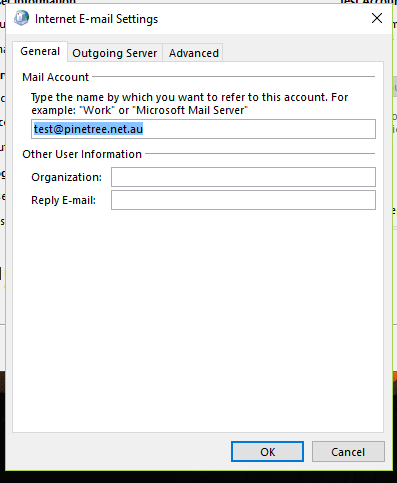 Internet E-mail Settings
General
Outgoing Server
Advanced
Mail Account
Type the name by which you want to refer to this account. For
example: "Work" or "Microsoft Mail Server"
test@pinetree.net.au
Other User Information
Organization:
Reply E-mail:
OK
Cancel